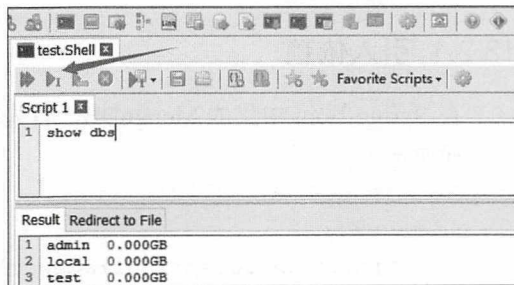 test.Shell
Favorite Scripts
Script 1
1 show dbs
Result Redirect to File
1 admin 0.000GB
2 local 0.000GB
3 test 0.000GB